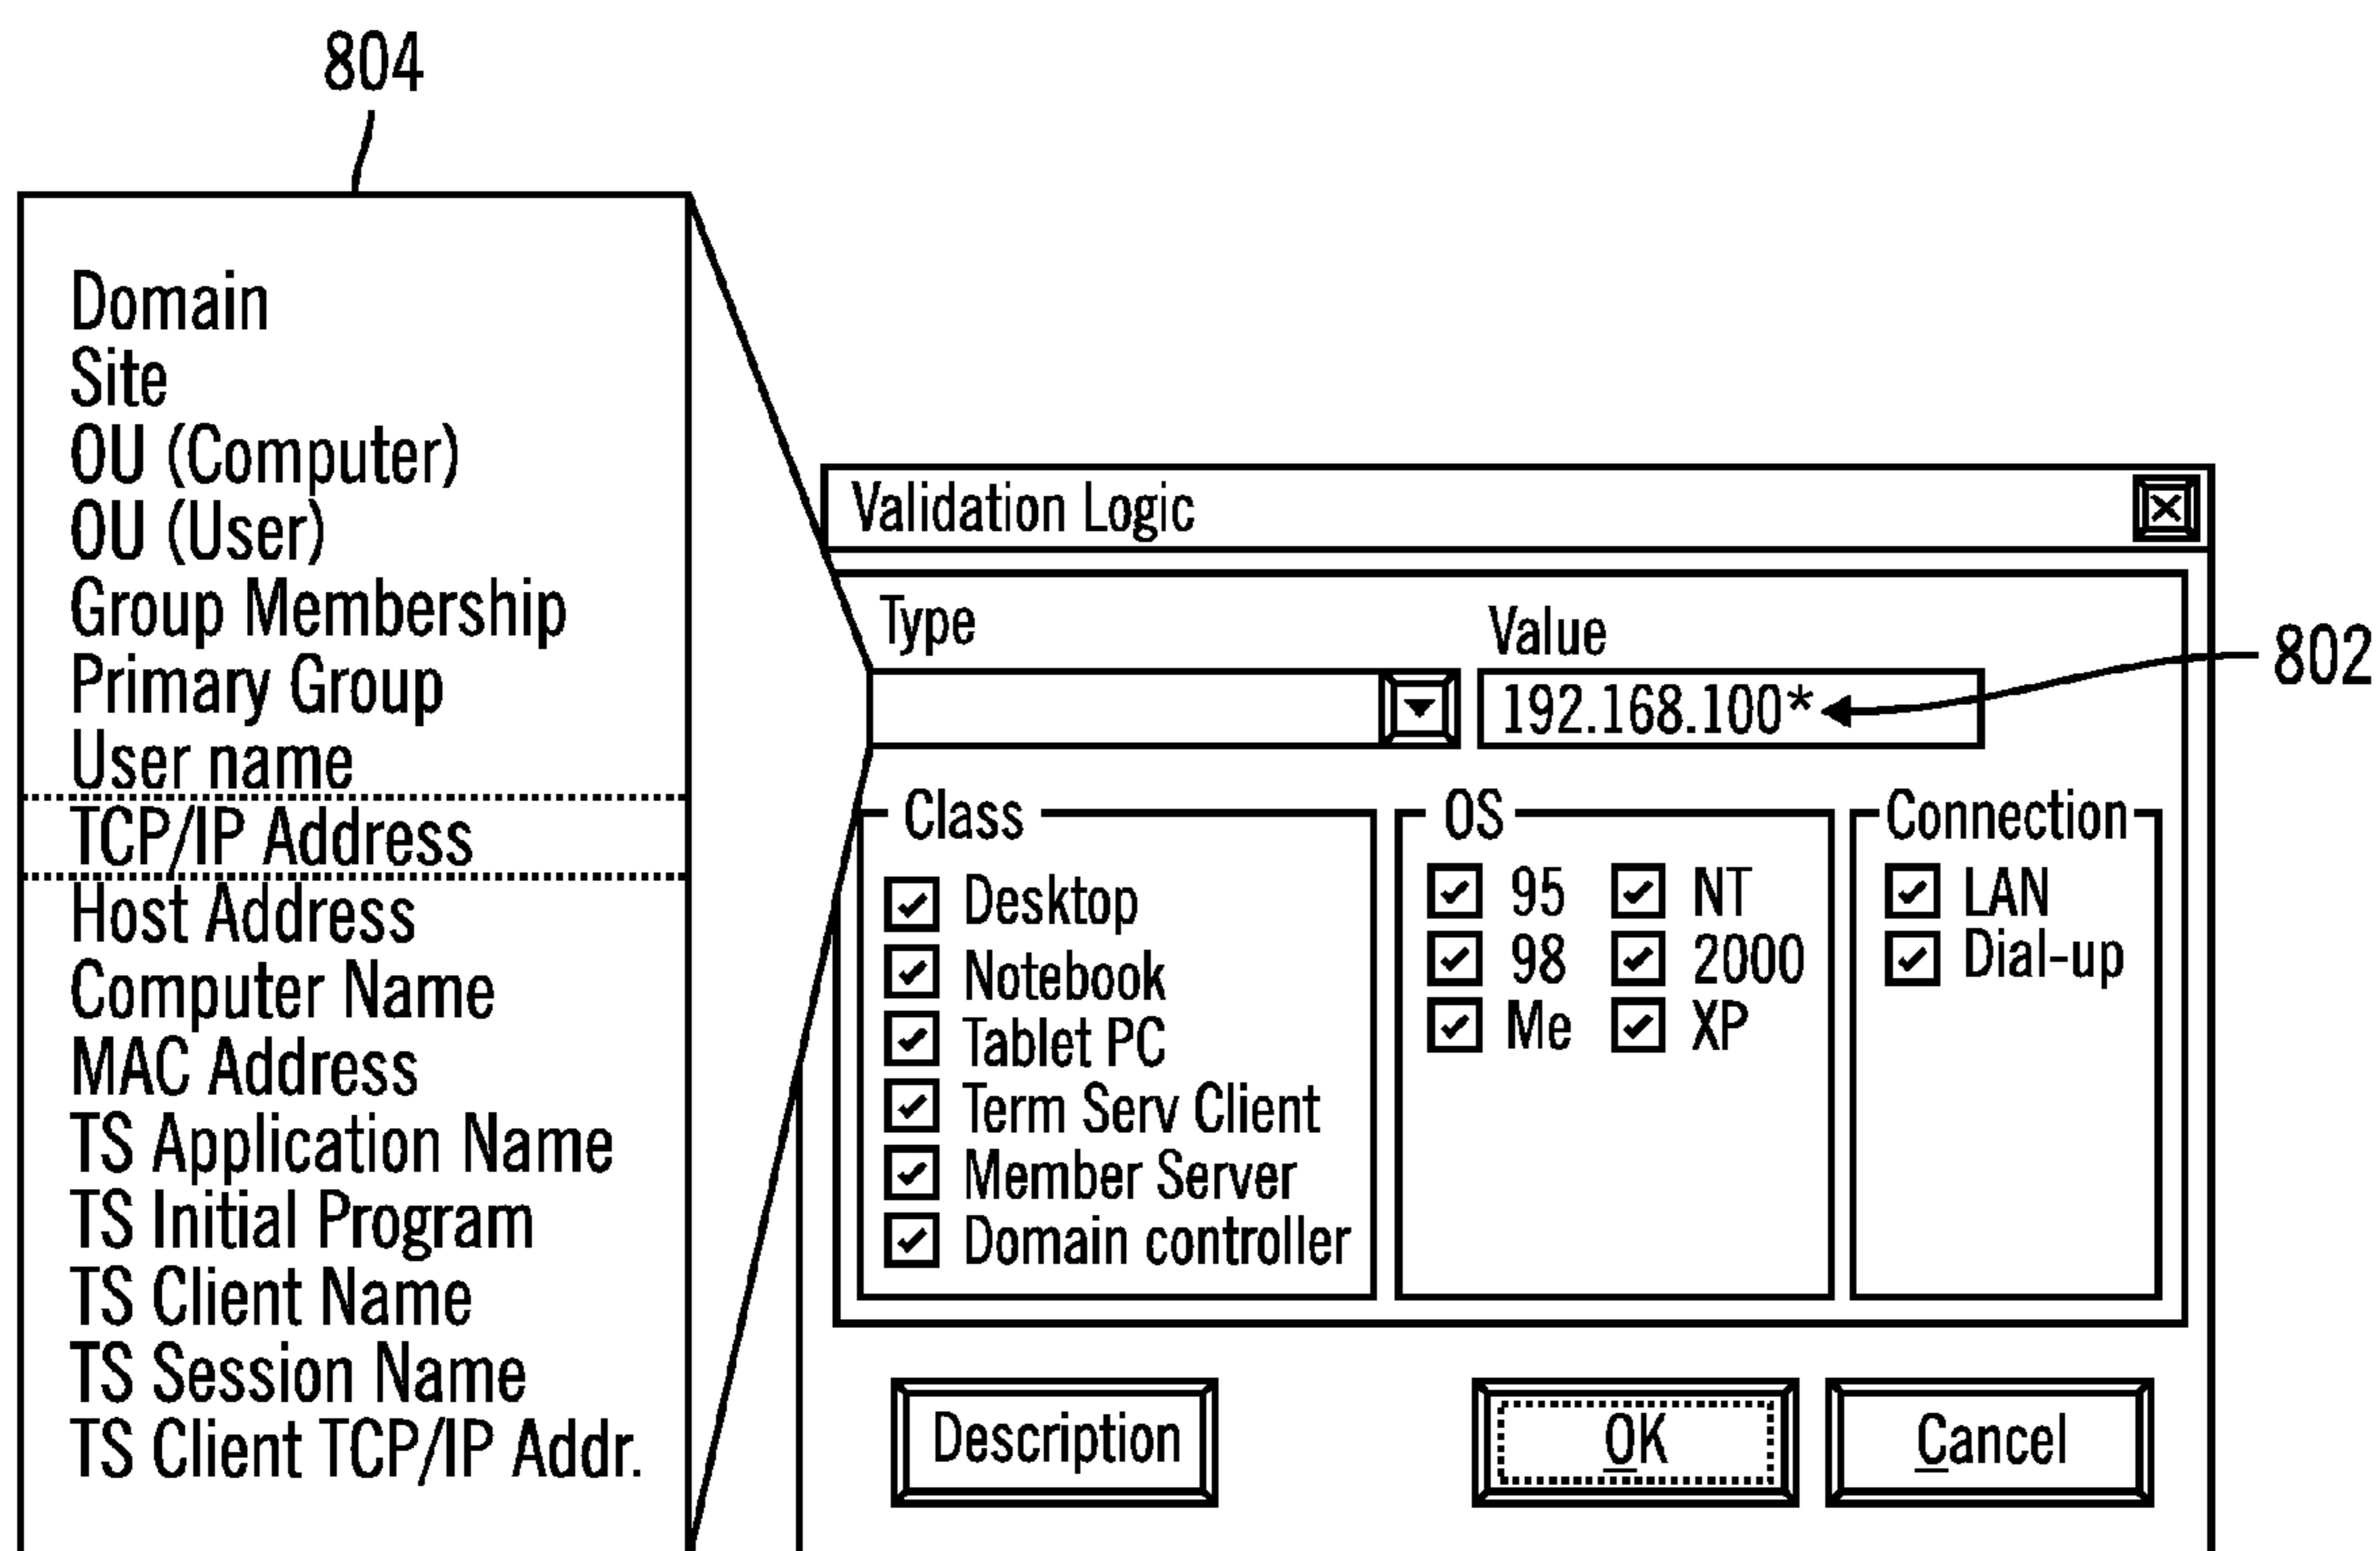 804
Domain
Site
OU (Computer)
OU (User)
Group Membership
Primary Group
User name
TCP/IP Address
Host Address
Computer Name
MAC Address
TS Application Name
TS Initial Program
TS Client Name
TS Session Name
TS Client TCP/IP Addr.
Validation Logic
Type Value
192.168.100*
802
Class
Desktop
Notebook
Tablet PC
Term Serv Client
Member Server
Domain controller
OS
95 NT
98 2000
Me XP
Connection
LAN
Dial-up
Description OK Cancel